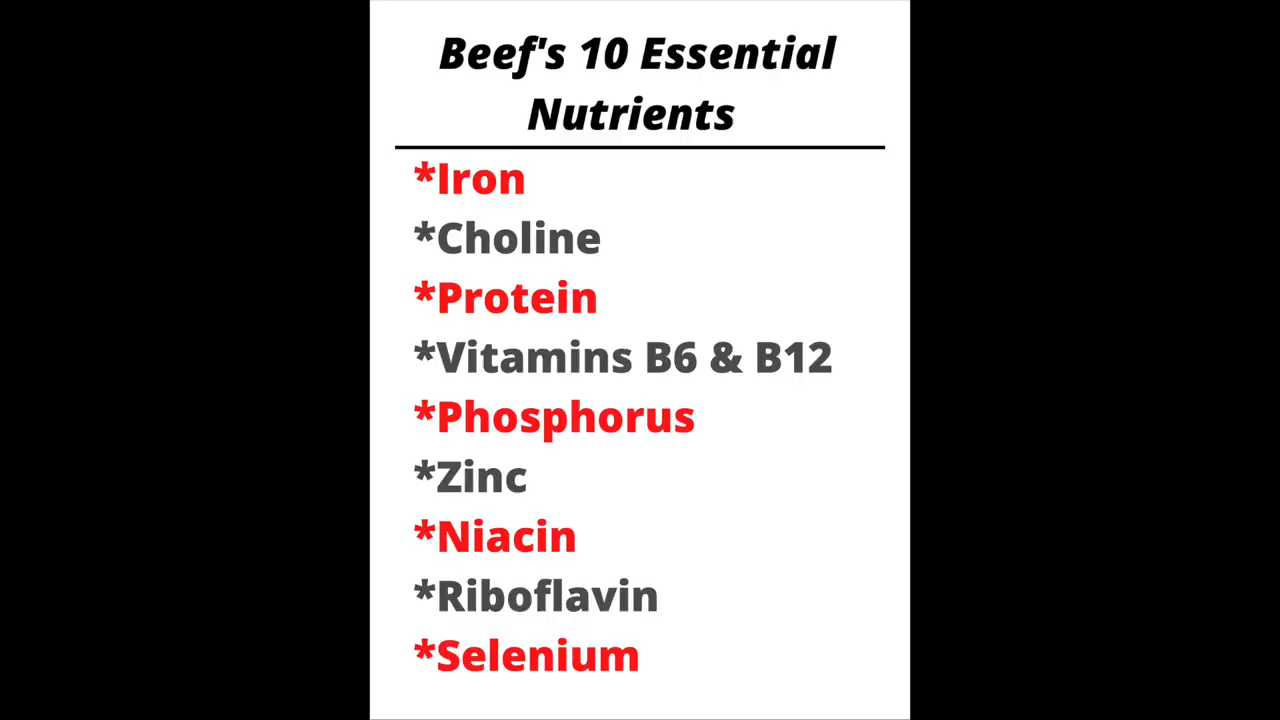 Beef's 10 Essential
Nutrients
*Iron
*Choline
*Protein
*Vitamins B6 & B12
*Phosphorus
*Zinc
*Niacin
*Riboflavin
*Selenium